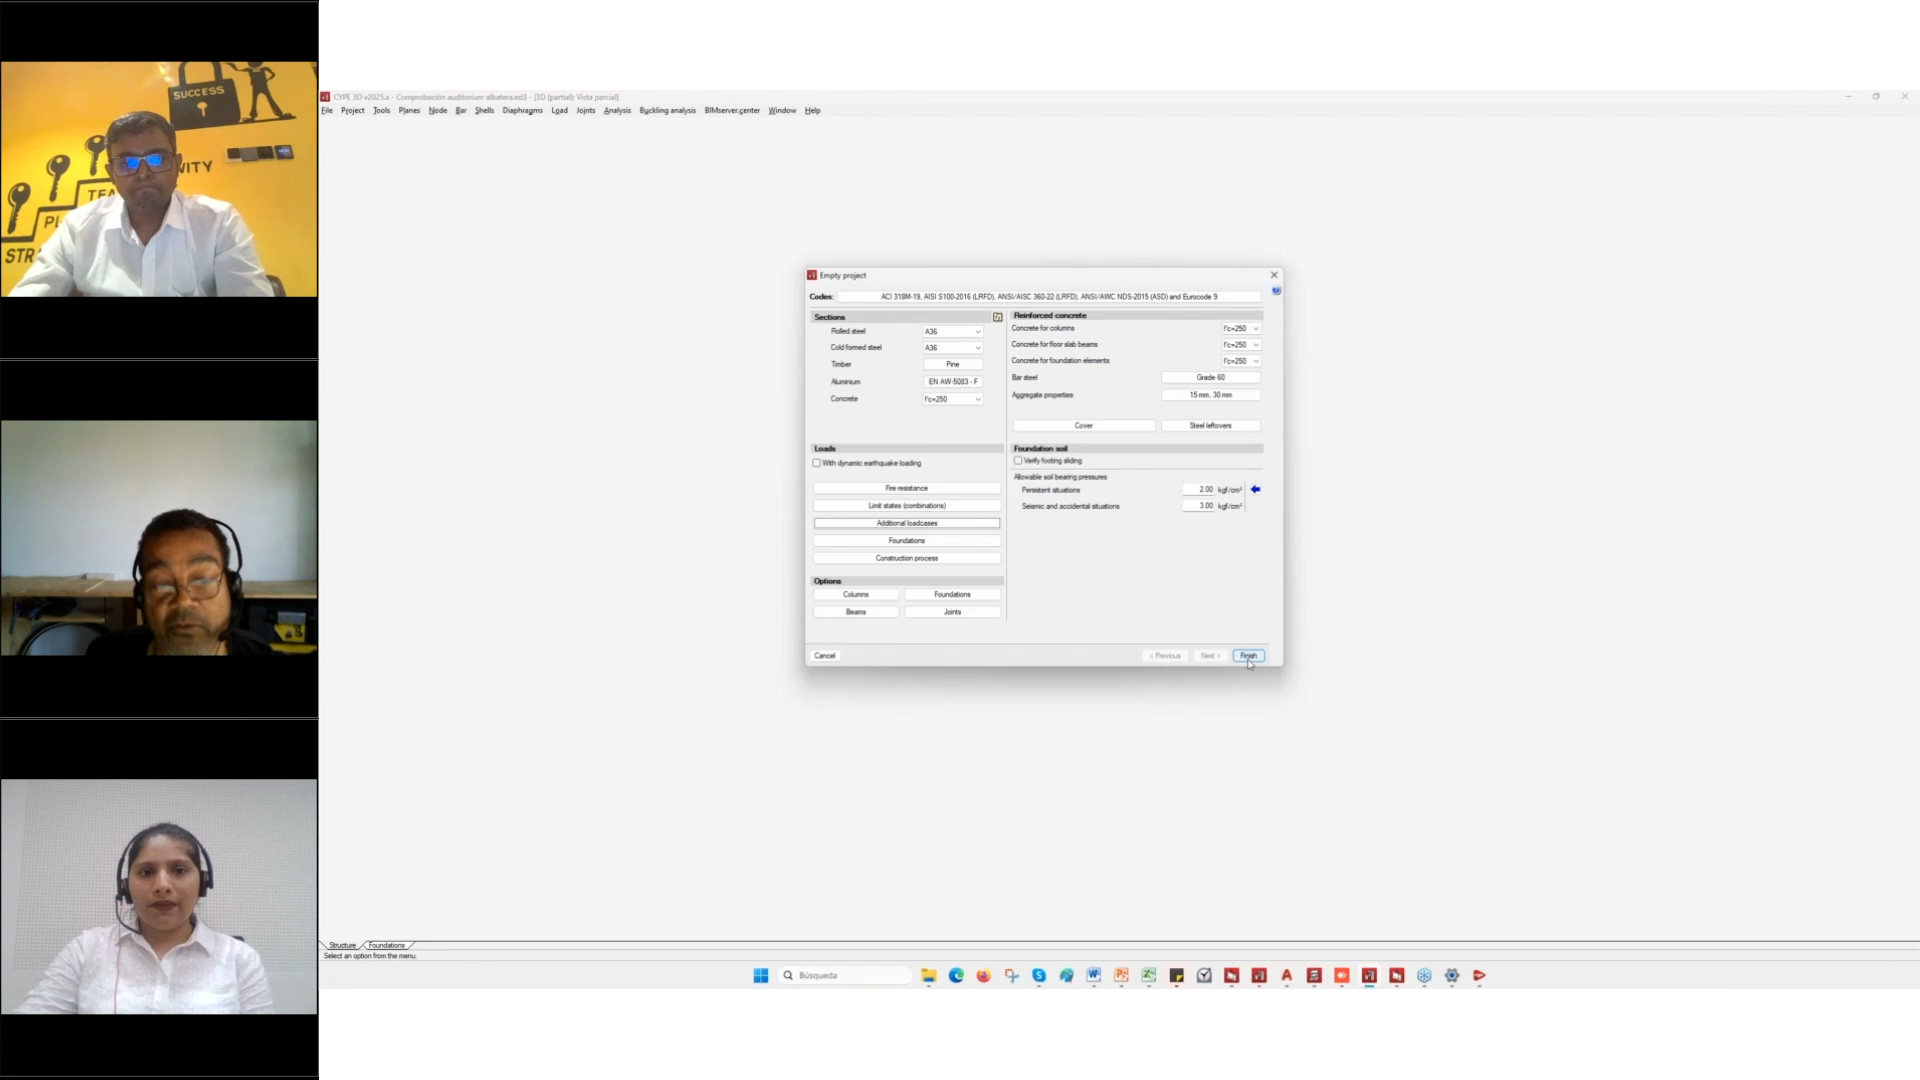 SUCCESS
VITY
TEA
PL
STR
CYPE 3D v2025.a - Comprobación auditorium albatera.ed3 - [3D (partial): Vista parcial]
File Project Tools Planes Node Bar Shells Diaphragms Load Joints Analysis Buckling analysis BIMserver.center Window Help
Empty project
Codes: ACI 318M-19, AISI S100-2016 (LRFD), ANSI/AISC 360-22 (LRFD), ANSI/AWC NDS-2015 (ASD) and Eurocode 9
Sections
Rolled steel A36
Cold formed steel A36
Timber Pine
Aluminium EN AW-5083 - F
Concrete f'c=250
Reinforced concrete
Concrete for columns f'c=250
Concrete for floor slab beams f'c=250
Concrete for foundation elements f'c=250
Bar steel Grade 60
Aggregate properties 15 mm, 30 mm
Cover Steel leftovers
Loads
With dynamic earthquake loading
Fire resistance
Limit states (combinations)
Additional loadcases
Foundations
Construction process
Foundation soil
Verify footing sliding
Allowable soil bearing pressures
Persistent situations 2.00 kgf/cm²
Seismic and accidental situations 3.00 kgf/cm²
Options
Columns Foundations
Beams Joints
Cancel < Previous Next > Finish
Structure Foundations
Select an option from the menu.
Búsqueda